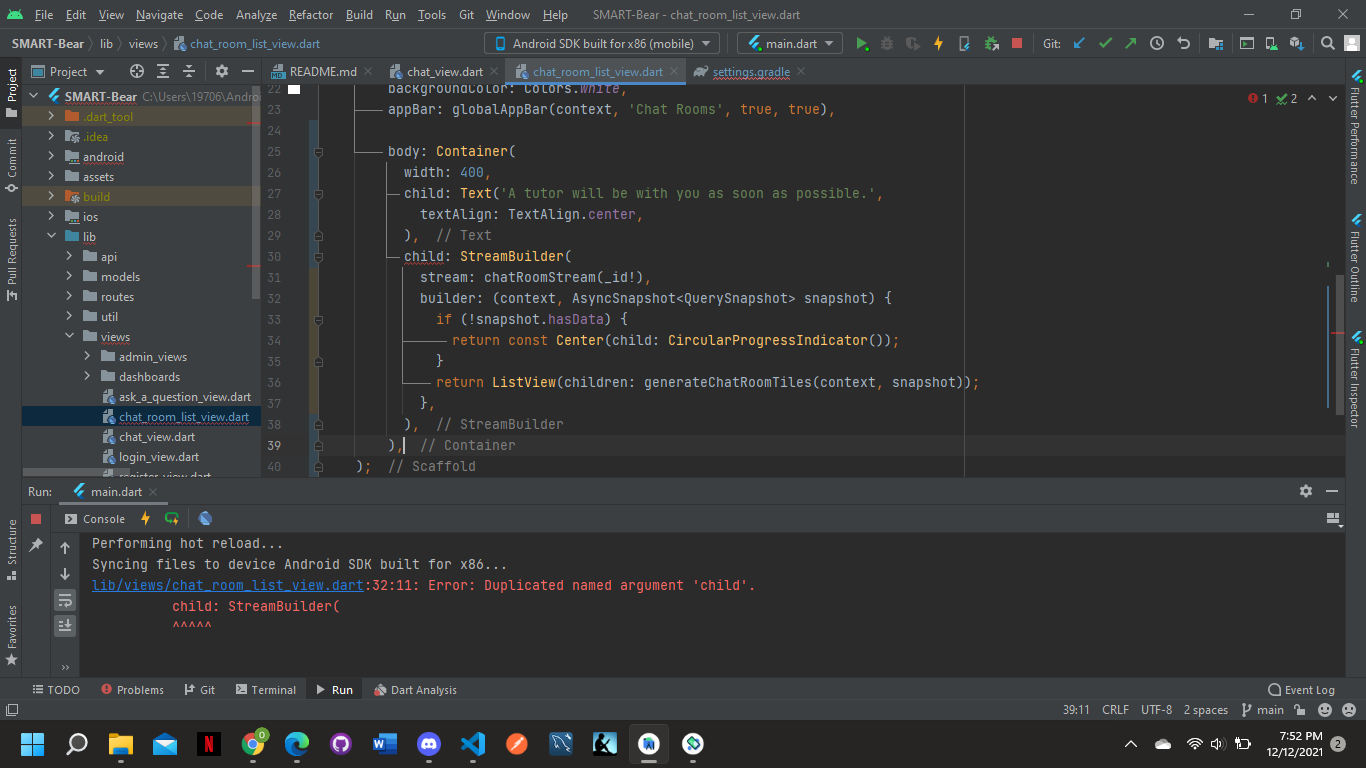 File Edit View Navigate Code Analyze Refactor Build Run Tools Git Window Help SMART-Bear - chat_room_list_view.dart
SMART-Bear lib views chat_room_list_view.dart Android SDK built for x86 (mobile) main.dart Git:
Project README.md chat_view.dart chat_room_list_view.dart settings.gradle
SMART-Bear C:\Users\19706\Andro
.dart_tool
.idea
android
assets
build
ios
lib
api
models
routes
util
views
admin_views
dashboards
ask_a_question_view.dart
chat_room_list_view.dart
chat_view.dart
login_view.dart
register_view.dart
Project
Commit
Pull Requests
Structure
Favorites
22 backgroundColor: Colors.white,
23 appBar: globalAppBar(context, 'Chat Rooms', true, true),
24
25 body: Container(
26 width: 400,
27 child: Text('A tutor will be with you as soon as possible.',
28 textAlign: TextAlign.center,
29 ), // Text
30 child: StreamBuilder(
31 stream: chatRoomStream(_id!),
32 builder: (context, AsyncSnapshot<QuerySnapshot> snapshot) {
33 if (!snapshot.hasData) {
34 return const Center(child: CircularProgressIndicator());
35 }
36 return ListView(children: generateChatRoomTiles(context, snapshot));
37 },
38 ), // StreamBuilder
39 ), // Container
40 ); // Scaffold
1 2
Flutter Performance
Flutter Outline
Flutter Inspector
Run: main.dart
Console
Performing hot reload...
Syncing files to device Android SDK built for x86...
lib/views/chat_room_list_view.dart:32:11: Error: Duplicated named argument 'child'.
child: StreamBuilder(
^^^^^
TODO Problems Git Terminal Run Dart Analysis Event Log
39:11 CRLF UTF-8 2 spaces main
0
7:52 PM
12/12/2021
2